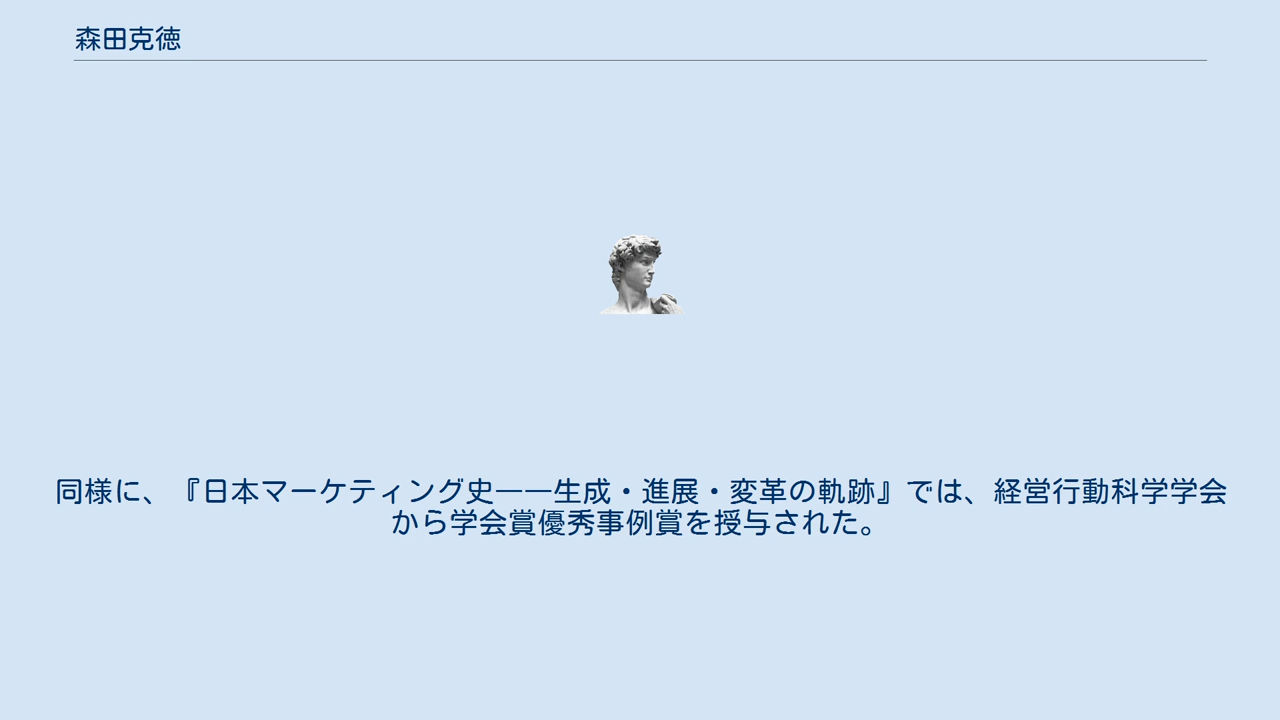 森田克徳
同様に、『日本マーケティング史――生成・進展・変革の軌跡』では、経営行動科学学会
から学会賞優秀事例賞を授与された。